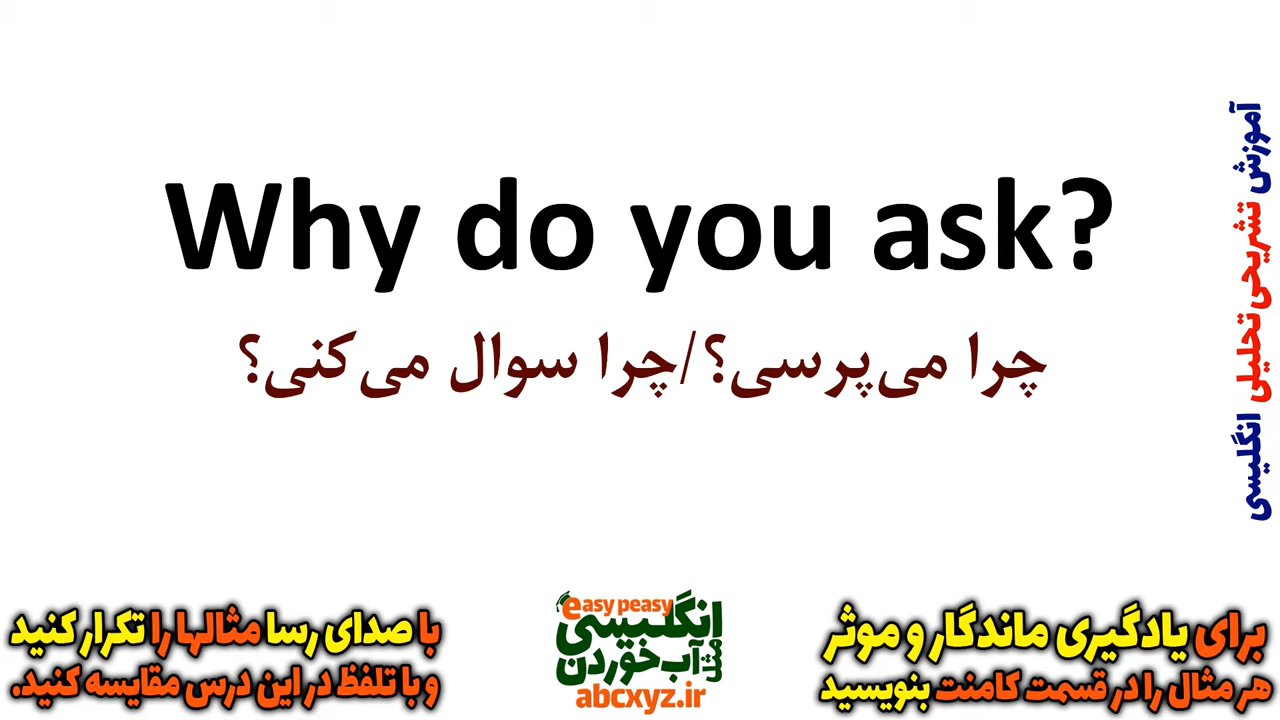 Why do you ask?
چرا می‌پرسی؟/چرا سوال می‌کنی؟
آموزش تشریحی تحلیلی انگلیسی
برای یادگیری ماندگار و موثر
هر مثال را در قسمت کامنت بنویسید
easy peasy
انگلیسی
مثل آب خوردن
abcxyz.ir
با صدای رسا مثالها را تکرار کنید
و با تلفظ در این درس مقایسه کنید.